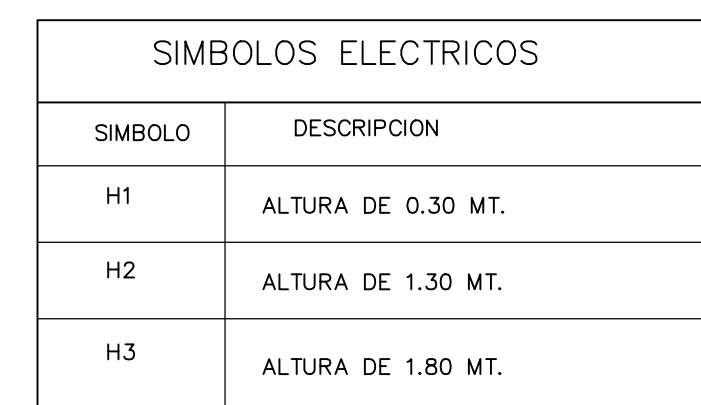 SIMBOLOS ELECTRICOS
SIMBOLO DESCRIPCION
H1 ALTURA DE 0.30 MT.
H2 ALTURA DE 1.30 MT.
H3 ALTURA DE 1.80 MT.